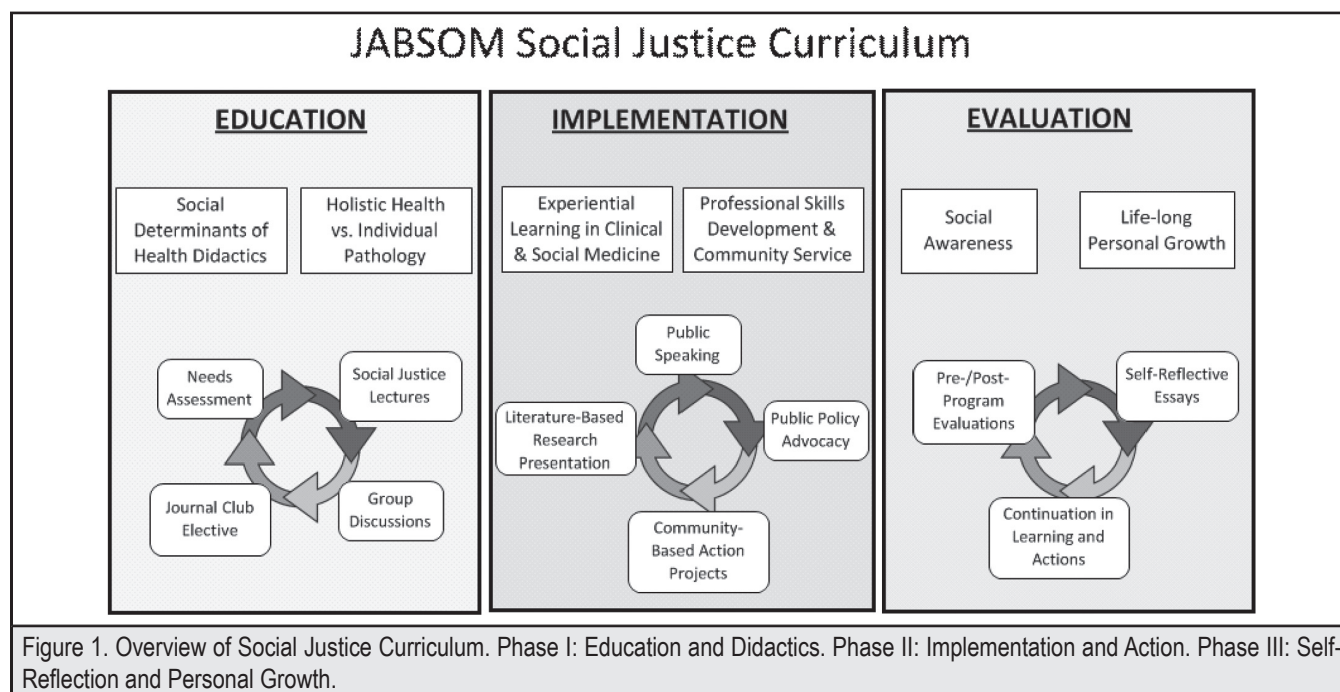 JABSOM Social Justice Curriculum
EDUCATION
Social
Determinants of
Health Didactics
Holistic Health
vs. Individual
Pathology
Needs
Assessment
Social Justice
Lectures
Journal Club
Elective
Group
Discussions
IMPLEMENTATION
Experiential
Learning in Clinical
& Social Medicine
Professional Skills
Development &
Community Service
Public
Speaking
Literature-Based
Research
Presentation
Public Policy
Advocacy
Community-
Based Action
Projects
EVALUATION
Social
Awareness
Life-long
Personal Growth
Pre-/Post-
Program
Evaluations
Self-Reflective
Essays
Continuation in
Learning and
Actions
Figure 1. Overview of Social Justice Curriculum. Phase I: Education and Didactics. Phase II: Implementation and Action. Phase III: Self-
Reflection and Personal Growth.